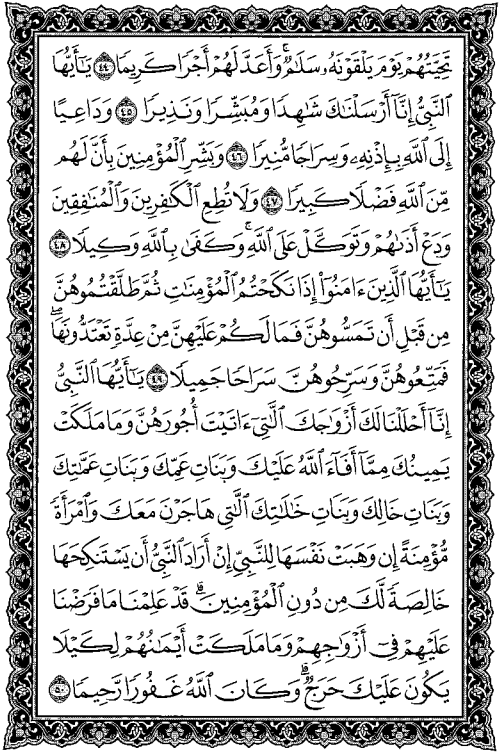 تَحِيَّتُهُمْ يَوْمَ يَلْقَوْنَهُۥ سَلَٰمٌ ۚ وَأَعَدَّ لَهُمْ أَجْرًا كَرِيمًا ٤٤ يَٰٓأَيُّهَا
ٱلنَّبِىُّ إِنَّآ أَرْسَلْنَٰكَ شَٰهِدًا وَمُبَشِّرًا وَنَذِيرًا ٤٥ وَدَاعِيًا
إِلَى ٱللَّهِ بِإِذْنِهِۦ وَسِرَاجًا مُّنِيرًا ٤٦ وَبَشِّرِ ٱلْمُؤْمِنِينَ بِأَنَّ لَهُم
مِّنَ ٱللَّهِ فَضْلًا كَبِيرًا ٤٧ وَلَا تُطِعِ ٱلْكَٰفِرِينَ وَٱلْمُنَٰفِقِينَ
وَدَعْ أَذَىٰهُمْ وَتَوَكَّلْ عَلَى ٱللَّهِ ۚ وَكَفَىٰ بِٱللَّهِ وَكِيلًا ٤٨
يَٰٓأَيُّهَا ٱلَّذِينَ ءَامَنُوٓا۟ إِذَا نَكَحْتُمُ ٱلْمُؤْمِنَٰتِ ثُمَّ طَلَّقْتُمُوهُنَّ
مِن قَبْلِ أَن تَمَسُّوهُنَّ فَمَا لَكُمْ عَلَيْهِنَّ مِنْ عِدَّةٍ تَعْتَدُّونَهَا ۖ
فَمَتِّعُوهُنَّ وَسَرِّحُوهُنَّ سَرَاحًا جَمِيلًا ٤٩ يَٰٓأَيُّهَا ٱلنَّبِىُّ
إِنَّآ أَحْلَلْنَا لَكَ أَزْوَٰجَكَ ٱلَّٰتِىٓ ءَاتَيْتَ أُجُورَهُنَّ وَمَا مَلَكَتْ
يَمِينُكَ مِمَّآ أَفَآءَ ٱللَّهُ عَلَيْكَ وَبَنَاتِ عَمِّكَ وَبَنَاتِ عَمَّٰتِكَ
وَبَنَاتِ خَالِكَ وَبَنَاتِ خَٰلَٰتِكَ ٱلَّٰتِى هَاجَرْنَ مَعَكَ وَٱمْرَأَةً
مُّؤْمِنَةً إِن وَهَبَتْ نَفْسَهَا لِلنَّبِىِّ إِنْ أَرَادَ ٱلنَّبِىُّ أَن يَسْتَنكِحَهَا
خَالِصَةً لَّكَ مِن دُونِ ٱلْمُؤْمِنِينَ ۗ قَدْ عَلِمْنَا مَا فَرَضْنَا
عَلَيْهِمْ فِىٓ أَزْوَٰجِهِمْ وَمَا مَلَكَتْ أَيْمَٰنُهُمْ لِكَيْلَا
يَكُونَ عَلَيْكَ حَرَجٌ ۗ وَكَانَ ٱللَّهُ غَفُورًا رَّحِيمًا ٥٠